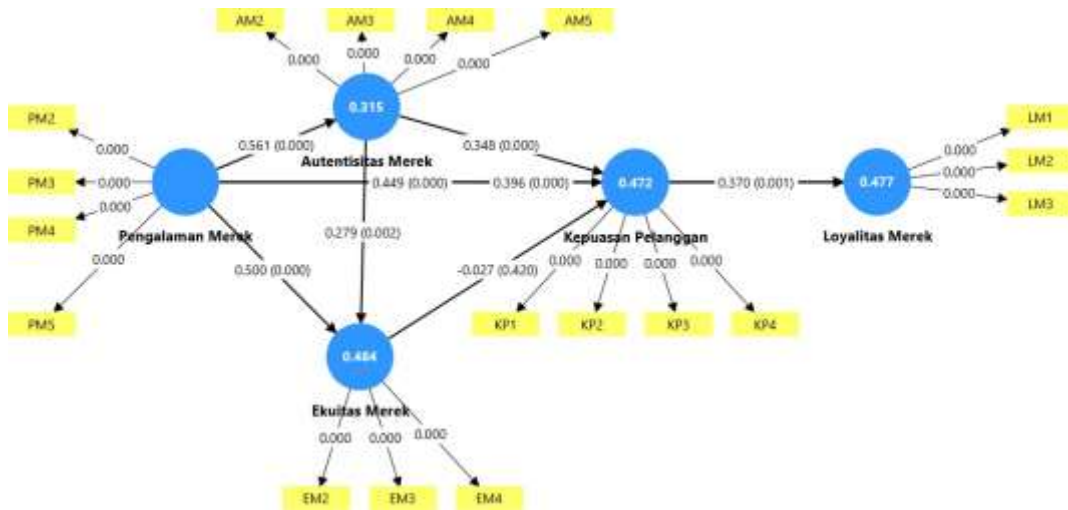 AM2 AM3 AM4 AM5
0.000 0.000 0.000 0.000
0.315
Autentisitas Merek
PM2
PM3
PM4
PM5
0.000
0.000
0.000
0.000
Pengalaman Merek
0.561 (0.000)
0.348 (0.000)
0.449 (0.000)
0.396 (0.000)
0.279 (0.002)
0.500 (0.000)
-0.027 (0.420)
0.472
Kepuasan Pelanggan
0.370 (0.001)
0.477
Loyalitas Merek
0.000
0.000
0.000
LM1
LM2
LM3
0.000 0.000 0.000 0.000
KP1 KP2 KP3 KP4
0.484
Ekuitas Merek
0.000 0.000 0.000
EM2 EM3 EM4